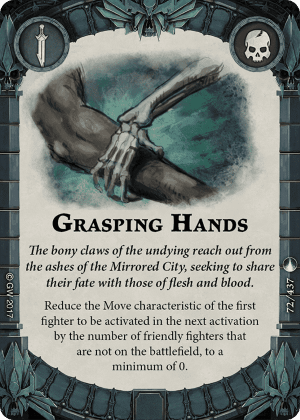 Grasping Hands
The bony claws of the undying reach out from
the ashes of the Mirrored City, seeking to share
their fate with those of flesh and blood.
Reduce the Move characteristic of the first
fighter to be activated in the next activation
by the number of friendly fighters that
are not on the battlefield, to a
minimum of 0.
© GW 2017
72/437